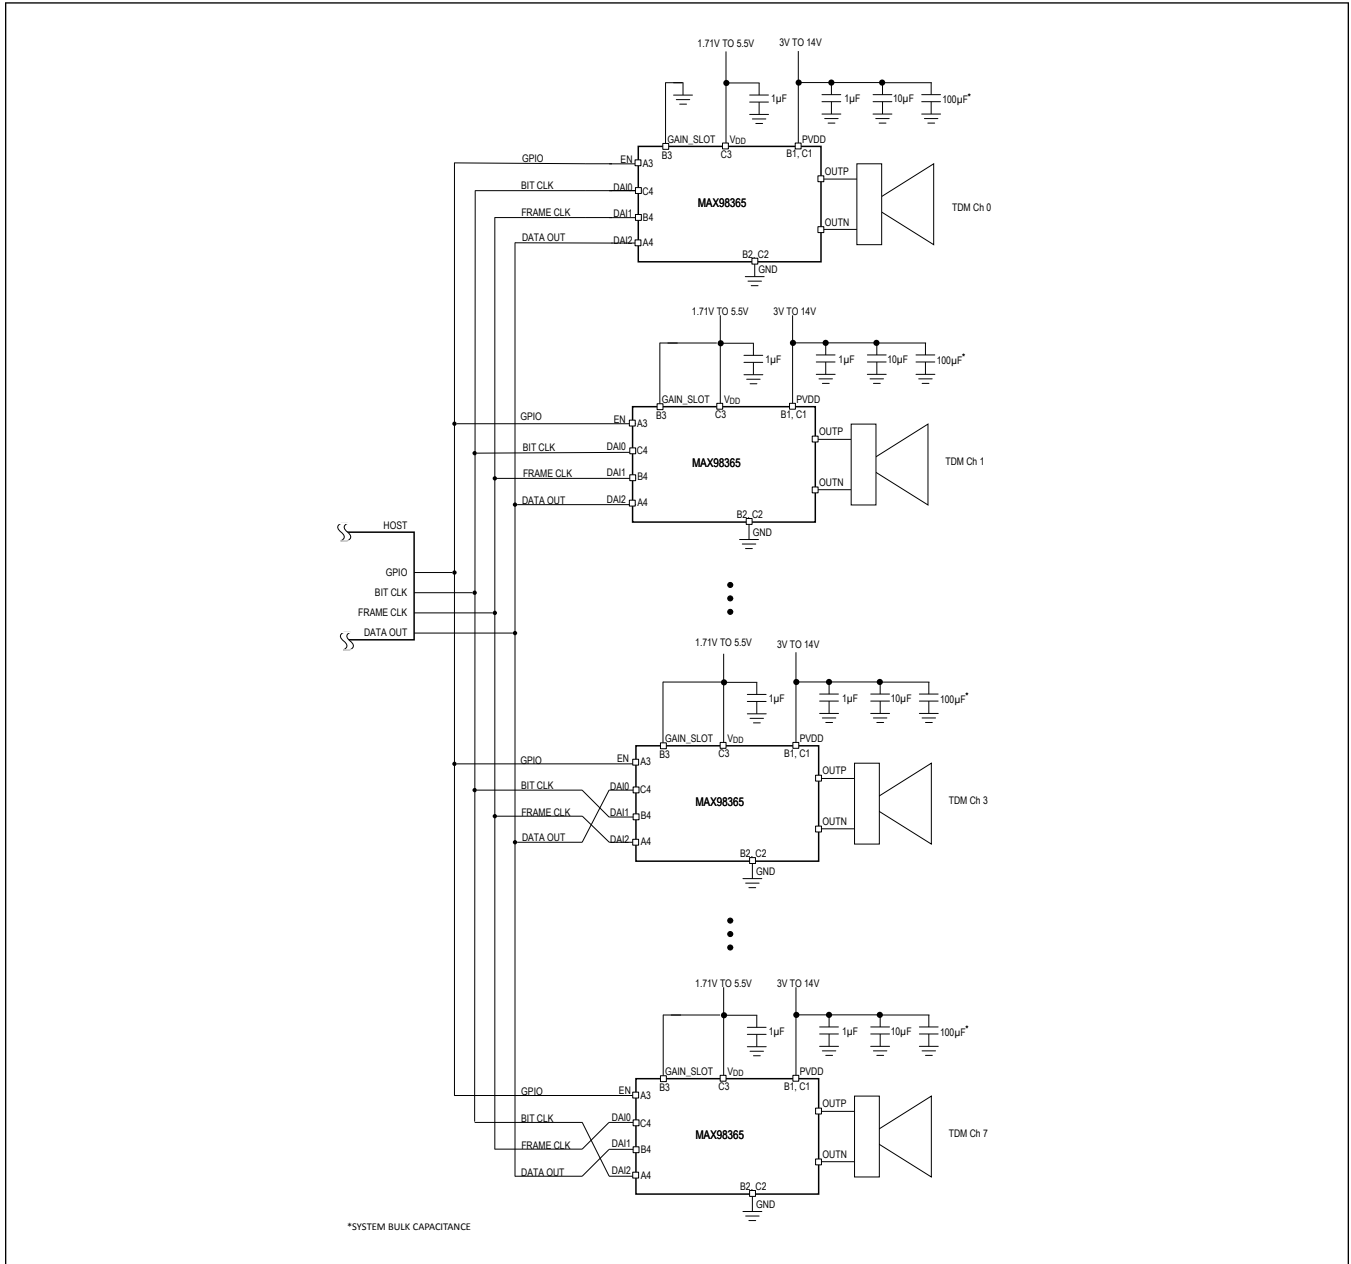 1.71V TO 5.5V 3V TO 14V
1µF 1µF 10µF 100µF*
GAIN_SLOT VDD PVDD
B3 C3 B1, C1
GPIO EN A3
BIT CLK DAI0 C4
FRAME CLK DAI1 B4
DATA OUT DAI2 A4
MAX98365
OUTP
OUTN
TDM Ch 0
B2, C2
GND
1.71V TO 5.5V 3V TO 14V
1µF 1µF 10µF 100µF*
GAIN_SLOT VDD PVDD
B3 C3 B1, C1
GPIO EN A3
BIT CLK DAI0 C4
FRAME CLK DAI1 B4
DATA OUT DAI2 A4
MAX98365
OUTP
OUTN
TDM Ch 1
B2, C2
GND
HOST
GPIO
BIT CLK
FRAME CLK
DATA OUT
1.71V TO 5.5V 3V TO 14V
1µF 1µF 10µF 100µF*
GAIN_SLOT VDD PVDD
B3 C3 B1, C1
GPIO EN A3
BIT CLK DAI0 C4
FRAME CLK DAI1 B4
DATA OUT DAI2 A4
MAX98365
OUTP
OUTN
TDM Ch 3
B2, C2
GND
1.71V TO 5.5V 3V TO 14V
1µF 1µF 10µF 100µF*
GAIN_SLOT VDD PVDD
B3 C3 B1, C1
GPIO EN A3
BIT CLK DAI0 C4
FRAME CLK DAI1 B4
DATA OUT DAI2 A4
MAX98365
OUTP
OUTN
TDM Ch 7
B2, C2
GND
*SYSTEM BULK CAPACITANCE